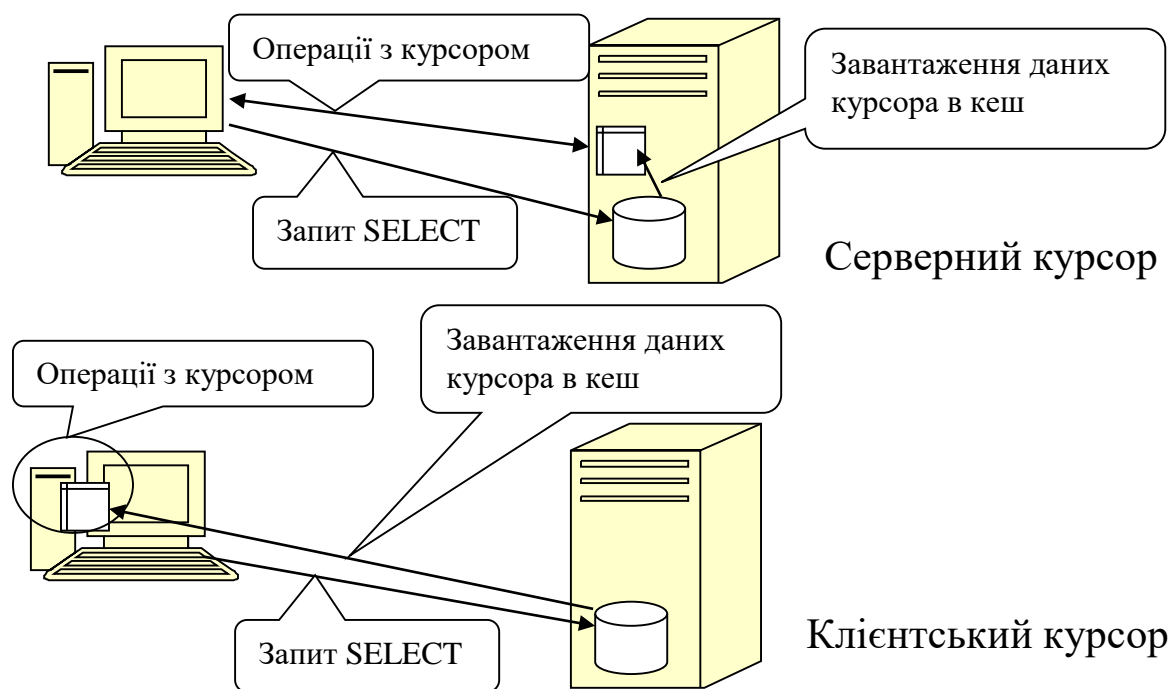 Операції з курсором
Завантаження даних
курсора в кеш
Запит SELECT
Серверний курсор
Завантаження даних
курсора в кеш
Операції з курсором
Запит SELECT
Клієнтський курсор